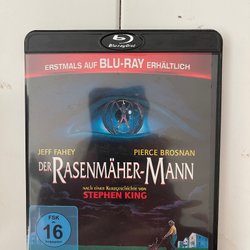 Blu-ray Disc
ERSTMALS AUF BLU-RAY ERHÄLTLICH
JEFF FAHEY PIERCE BROSNAN
DER RASENMÄHER-MANN
NACH EINER KURZGESCHICHTE VON
STEPHEN KING
FSK
ab
16